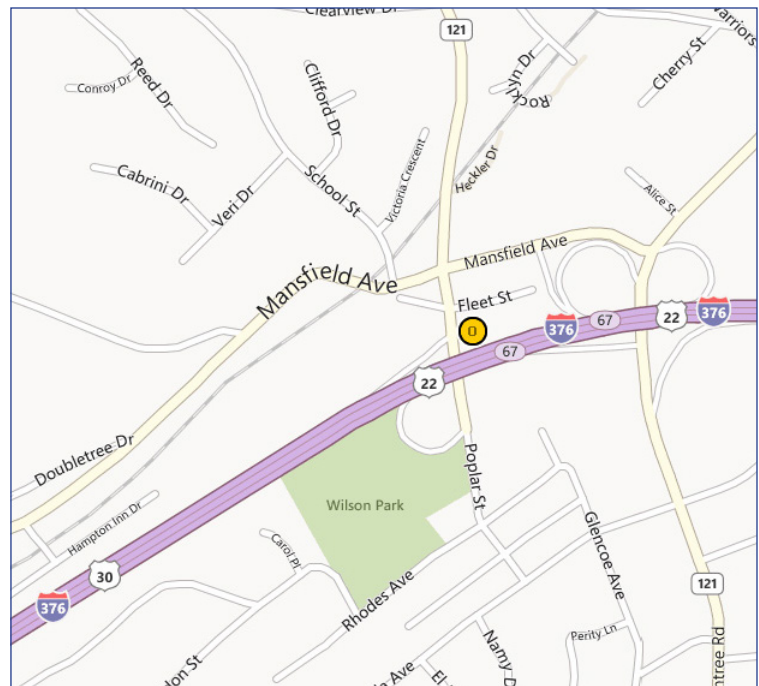 Clearview Dr
121
Warriors
Reed Dr
Conroy Dr
Clifford Dr
Rocklyn Dr
Cherry St
Cabrini Dr
Veri Dr
School St
Victoria Crescent
Heckler Dr
Alice St
Mansfield Ave
Mansfield Ave
Fleet St
0
376
67
22
376
67
22
Doubletree Dr
Poplar St
Wilson Park
Hampton Inn Dr
Carol Pl
Glencoe Ave
30
376
Rhodes Ave
121
Perity Ln